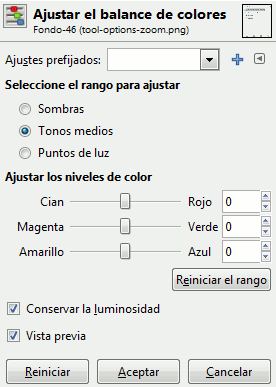 Ajustar el balance de colores
Fondo-46 (tool-options-zoom.png)
Ajustes prefijados:
Seleccione el rango para ajustar
Sombras
Tonos medios
Puntos de luz
Ajustar los niveles de color
Cian Rojo 0
Magenta Verde 0
Amarillo Azul 0
Reiniciar el rango
Conservar la luminosidad
Vista previa
Reiniciar Aceptar Cancelar